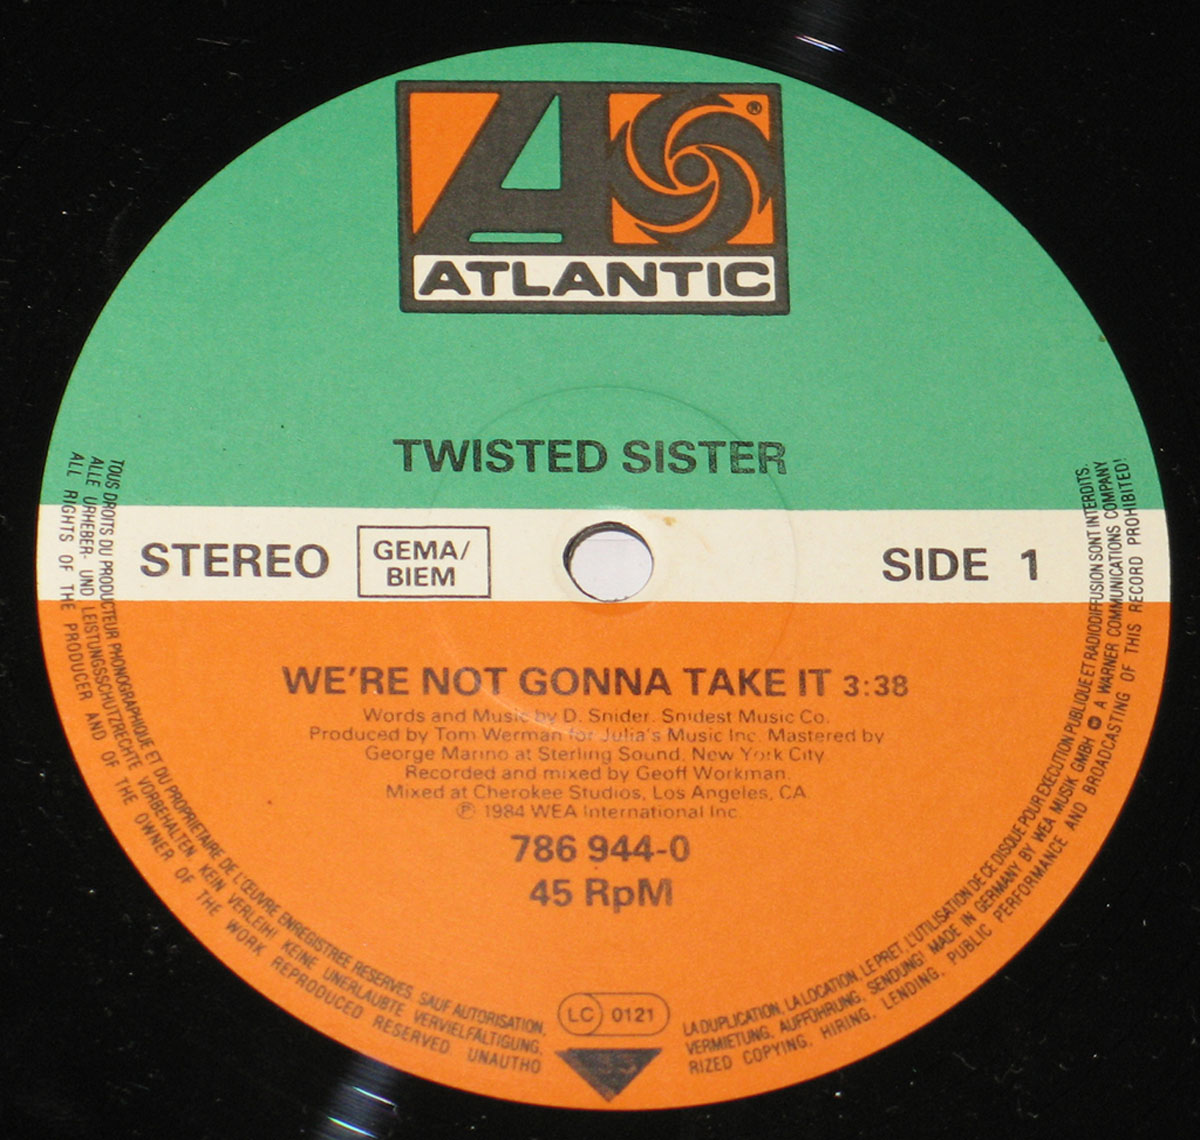 ®
ATLANTIC
TWISTED SISTER
STEREO
GEMA/
BIEM
SIDE 1
WE'RE NOT GONNA TAKE IT 3:38
Words and Music by D. Snider. Snidest Music Co.
Produced by Tom Werman for Julia's Music Inc. Mastered by
George Marino at Sterling Sound, New York City
Recorded and mixed by Geoff Workman.
Mixed at Cherokee Studios, Los Angeles, CA
℗ 1984 WEA International Inc.
786 944-0
45 RpM
LC 0121
TOUS DROITS DU PRODUCTEUR PHONOGRAPHIQUE ET DU PROPRIETAIRE DE L'ŒUVRE ENREGISTREE RESERVES. SAUF AUTORISATION, LA DUPLICATION, LA LOCATION, LE PRET, L'UTILISATION DE CE DISQUE POUR EXECUTION PUBLIQUE ET RADIODIFFUSION SONT INTERDITS.
ALLE URHEBER- UND LEISTUNGSSCHUTZRECHTE VORBEHALTEN. KEIN VERLEIH! KEINE UNERLAUBTE VERVIELFÄLTIGUNG, VERMIETUNG, AUFFÜHRUNG, SENDUNG! MADE IN GERMANY BY WEA MUSIK GMBH A WARNER COMMUNICATIONS COMPANY
ALL RIGHTS OF THE PRODUCER AND OF THE OWNER OF THE WORK REPRODUCED RESERVED. UNAUTHORIZED COPYING, HIRING, LENDING, PUBLIC PERFORMANCE AND BROADCASTING OF THIS RECORD PROHIBITED!